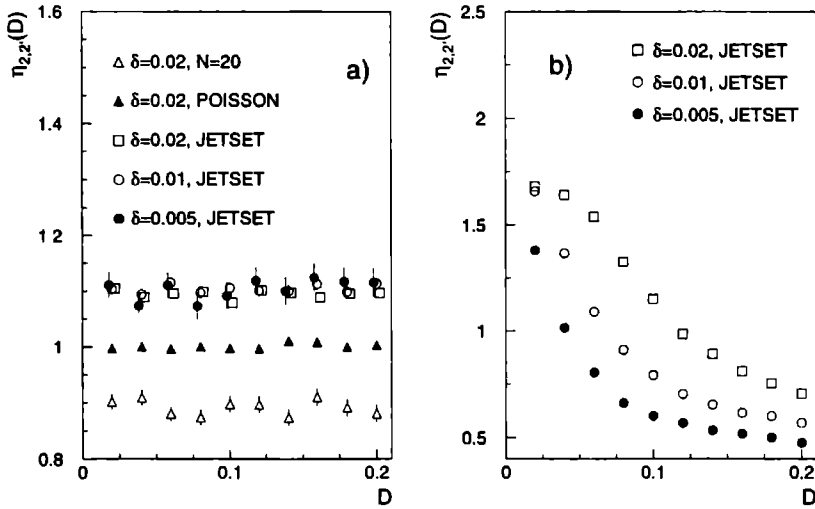 η2,2'(D)
1.6
1.4
1.2
1
0.8
0
0.1
0.2
D
a)
△ δ=0.02, N=20
▲ δ=0.02, POISSON
□ δ=0.02, JETSET
○ δ=0.01, JETSET
● δ=0.005, JETSET
η2,2'(D)
2.5
2
1.5
1
0.5
0
0.1
0.2
D
b)
□ δ=0.02, JETSET
○ δ=0.01, JETSET
● δ=0.005, JETSET